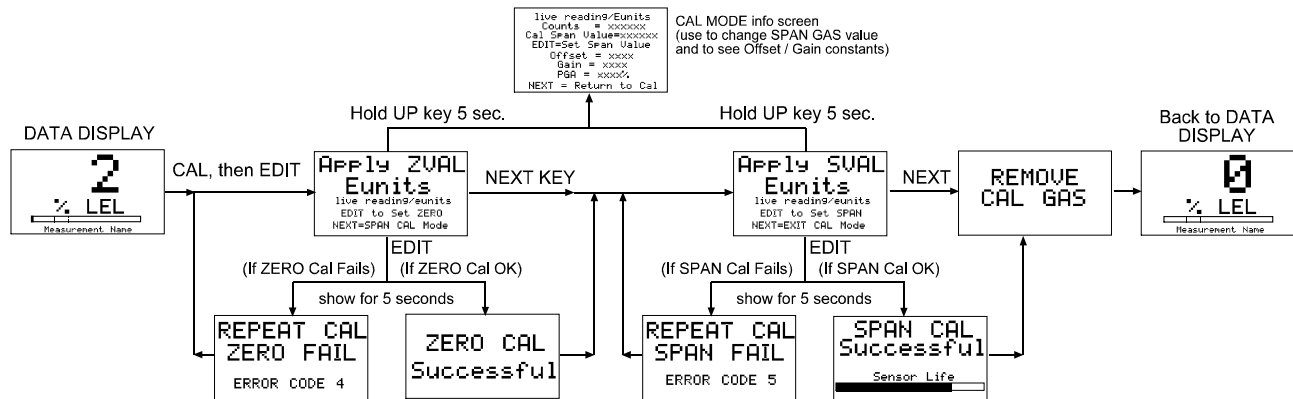 live reading/Eunits
Counts = xxxxxx
Cal Span Value=xxxxxx
EDIT=Set Span Value
Offset = xxxx
Gain = xxxx
PGA = xxxx%
NEXT = Return to Cal
CAL MODE info screen
(use to change SPAN GAS value
and to see Offset / Gain constants)
Hold UP key 5 sec.
Hold UP key 5 sec.
DATA DISPLAY
2
% LEL
Measurement Name
CAL, then EDIT
Apply ZVAL
Eunits
live reading/eunits
EDIT to Set ZERO
NEXT=SPAN CAL Mode
NEXT KEY
Apply SVAL
Eunits
live reading/eunits
EDIT to Set SPAN
NEXT=EXIT CAL Mode
NEXT
REMOVE
CAL GAS
Back to DATA
DISPLAY
0
% LEL
Measurement Name
EDIT
(If ZERO Cal Fails)
(If ZERO Cal OK)
show for 5 seconds
REPEAT CAL
ZERO FAIL
ERROR CODE 4
ZERO CAL
Successful
EDIT
(If SPAN Cal Fails)
(If SPAN Cal OK)
show for 5 seconds
REPEAT CAL
SPAN FAIL
ERROR CODE 5
SPAN CAL
Successful
Sensor Life